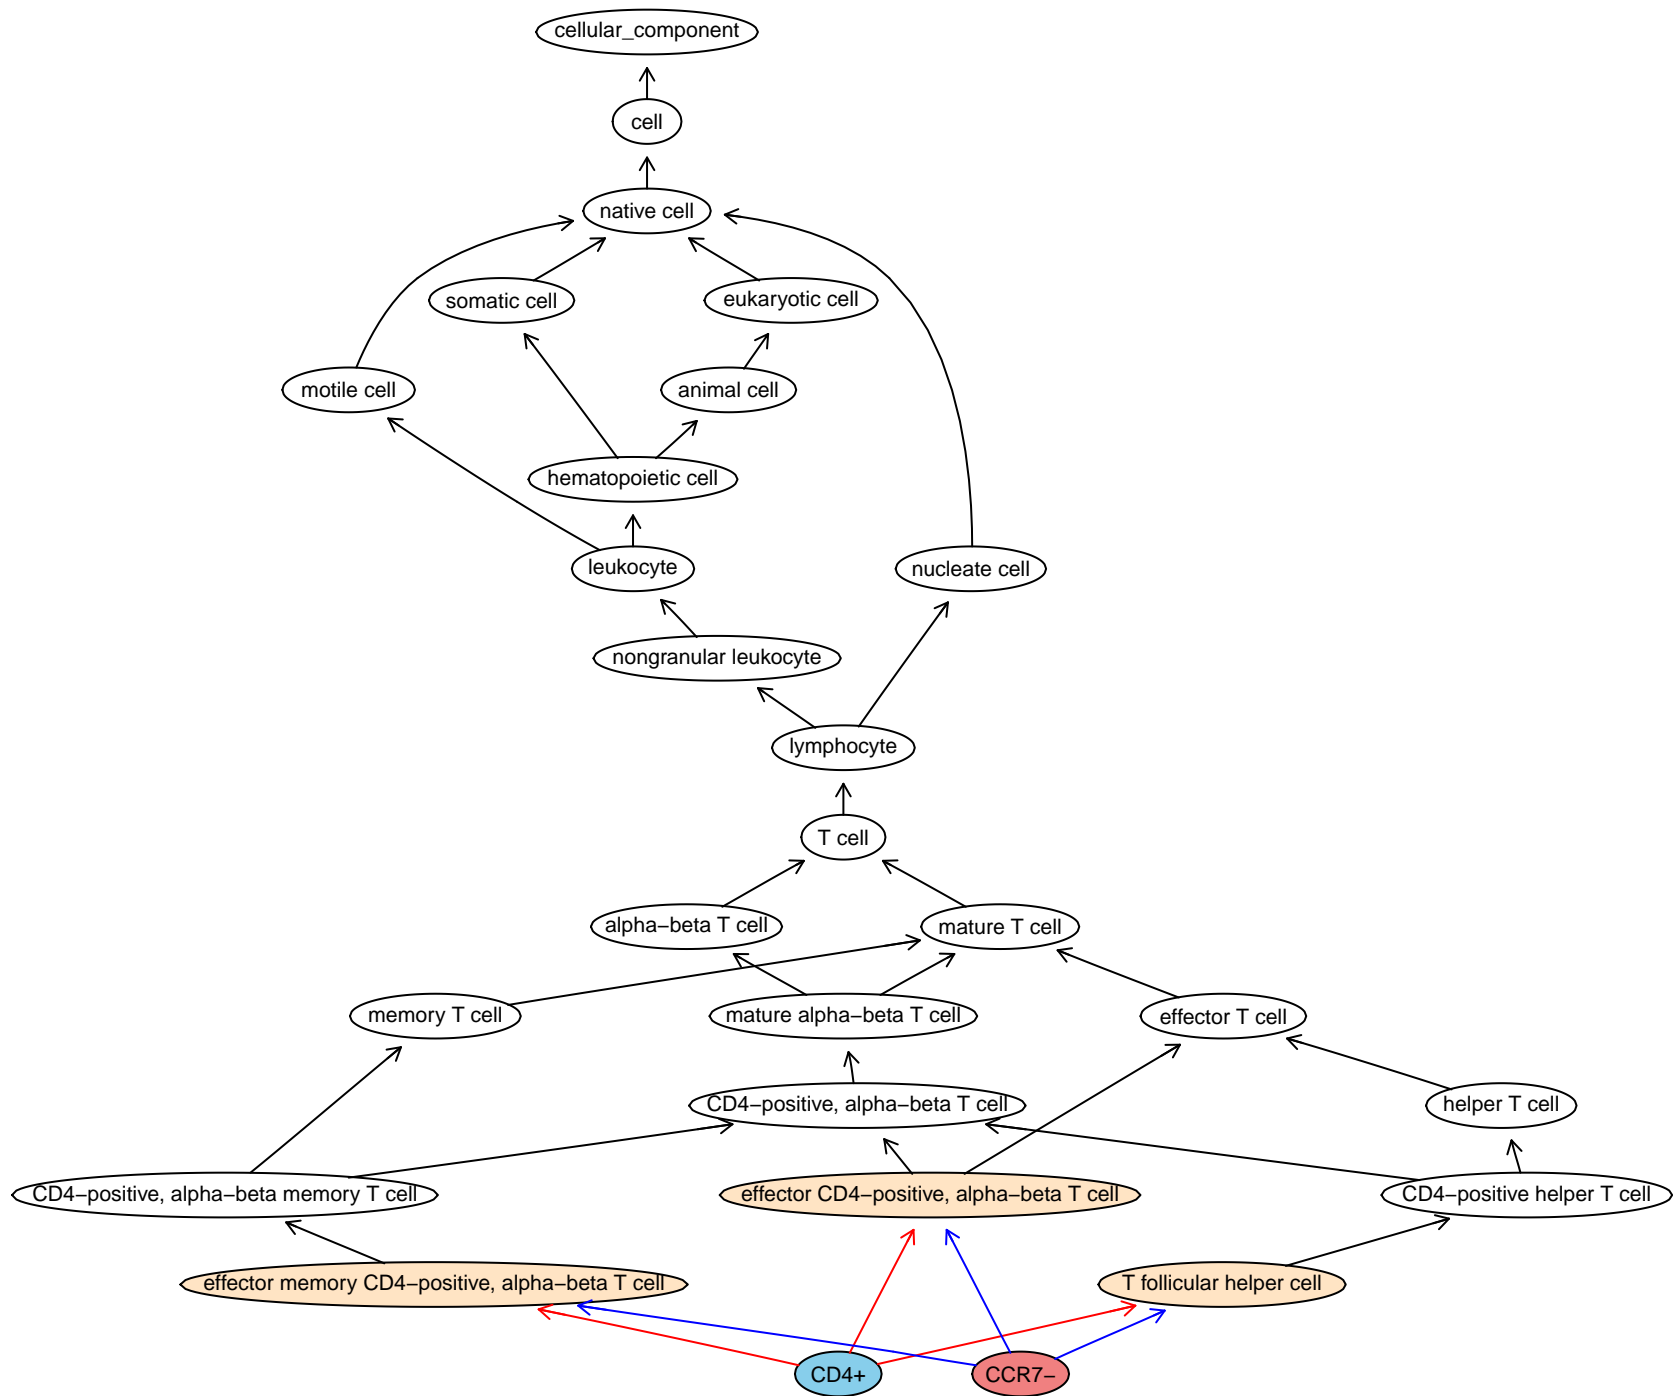 cellular_component
cell
native cell
somatic cell
eukaryotic cell
motile cell
animal cell
hematopoietic cell
leukocyte
nucleate cell
nongranular leukocyte
lymphocyte
T cell
alpha−beta T cell
mature T cell
memory T cell
mature alpha−beta T cell
effector T cell
CD4−positive, alpha−beta T cell
helper T cell
CD4−positive, alpha−beta memory T cell
effector CD4−positive, alpha−beta T cell
CD4−positive helper T cell
effector memory CD4−positive, alpha−beta T cell
T follicular helper cell
CD4+
CCR7−